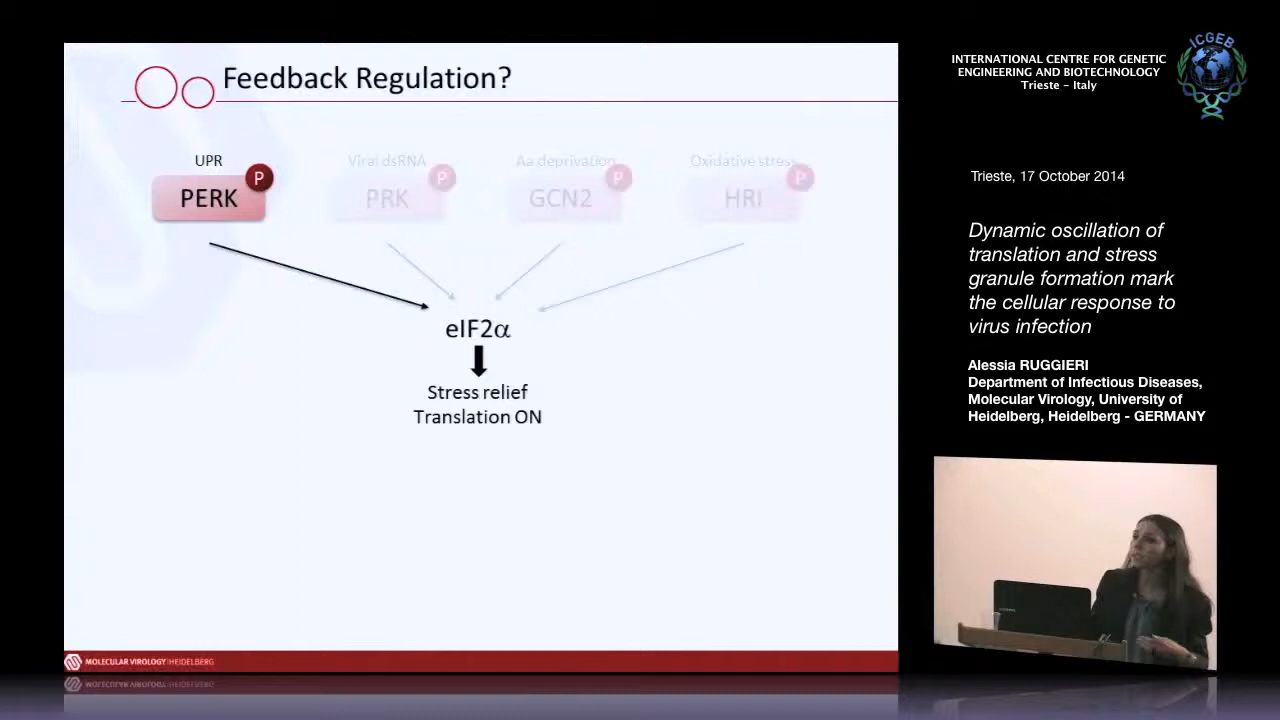 Feedback Regulation?
UPR
Viral dsRNA
Aa deprivation
Oxidative stress
P
P
P
P
PERK
PRK
GCN2
HRI
eIF2α
Stress relief
Translation ON
MOLECULAR VIROLOGY | HEIDELBERG
INTERNATIONAL CENTRE FOR GENETIC
ENGINEERING AND BIOTECHNOLOGY
Trieste – Italy
ICGEB
Trieste, 17 October 2014
Dynamic oscillation of
translation and stress
granule formation mark
the cellular response to
virus infection
Alessia RUGGIERI
Department of Infectious Diseases,
Molecular Virology, University of
Heidelberg, Heidelberg - GERMANY